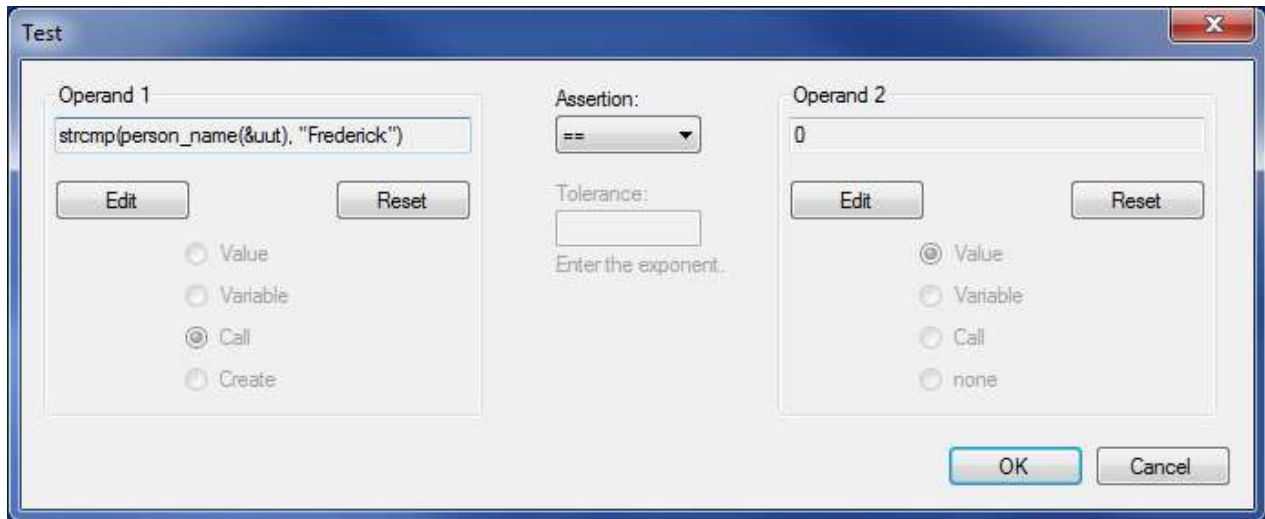 Test
Operand 1
strcmp(person_name(&uut), "Frederick")
Edit
Reset
Value
Variable
Call
Create
Assertion:
==
Tolerance:
Enter the exponent.
Operand 2
0
Edit
Reset
Value
Variable
Call
none
OK
Cancel